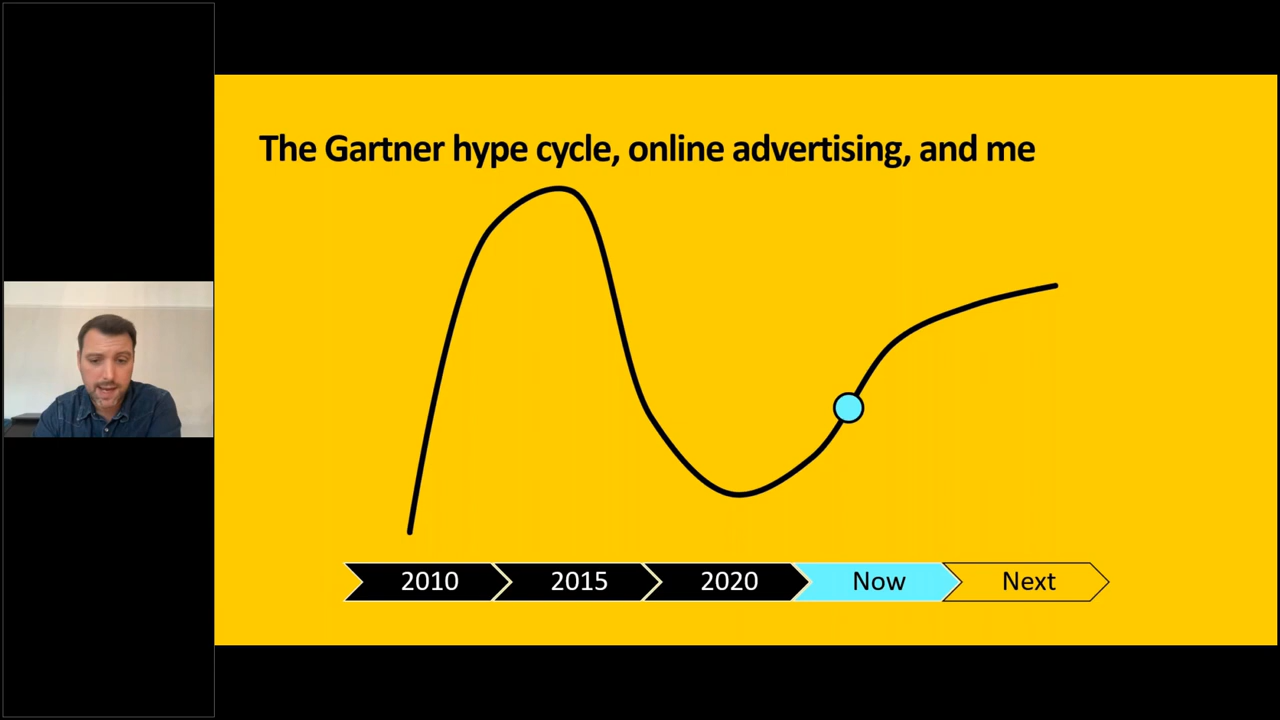 The Gartner hype cycle, online advertising, and me
2010 2015 2020 Now Next